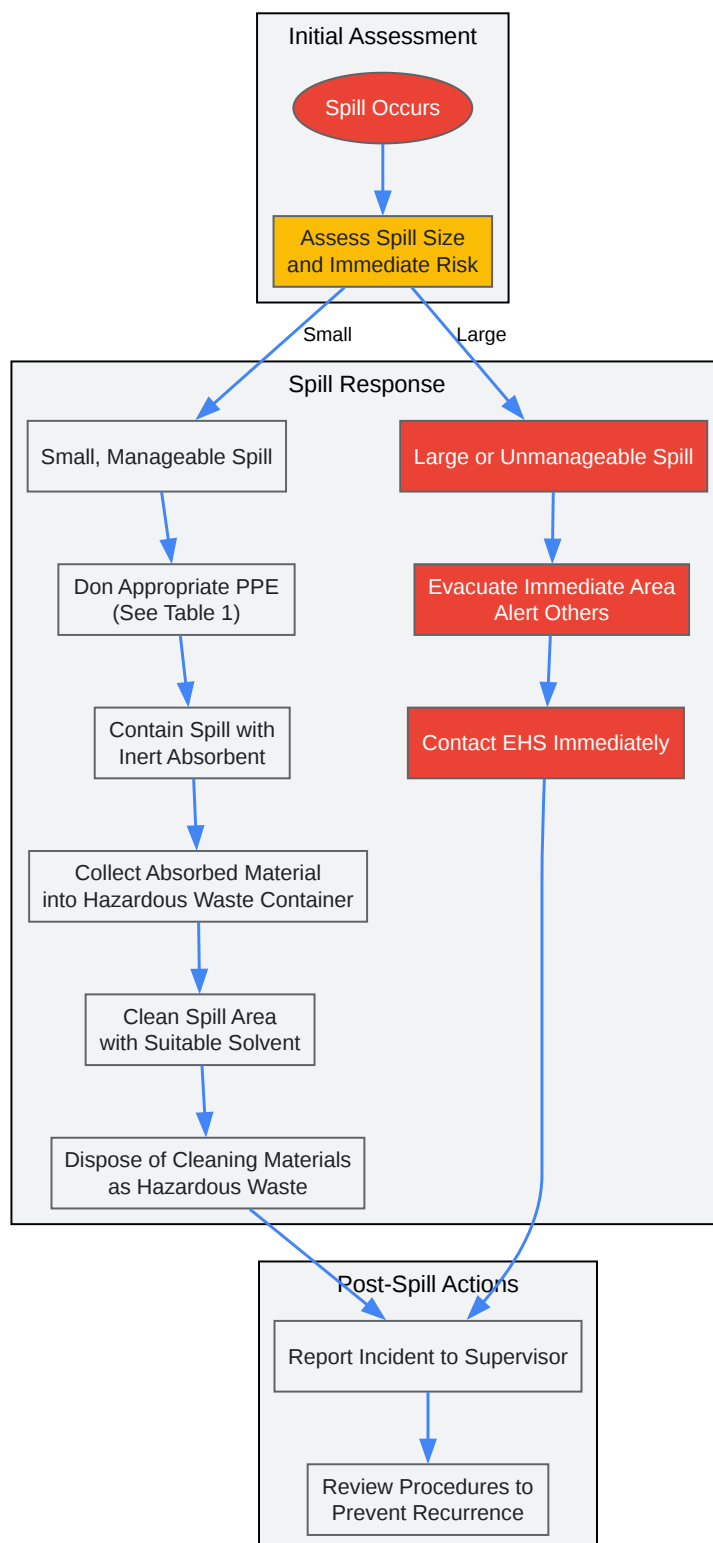 Initial Assessment
Spill Occurs
Assess Spill Size
and Immediate Risk
Small
Large
Spill Response
Small, Manageable Spill
Large or Unmanageable Spill
Don Appropriate PPE
(See Table 1)
Evacuate Immediate Area
Alert Others
Contain Spill with
Inert Absorbent
Contact EHS Immediately
Collect Absorbed Material
into Hazardous Waste Container
Clean Spill Area
with Suitable Solvent
Dispose of Cleaning Materials
as Hazardous Waste
Post-Spill Actions
Report Incident to Supervisor
Review Procedures to
Prevent Recurrence